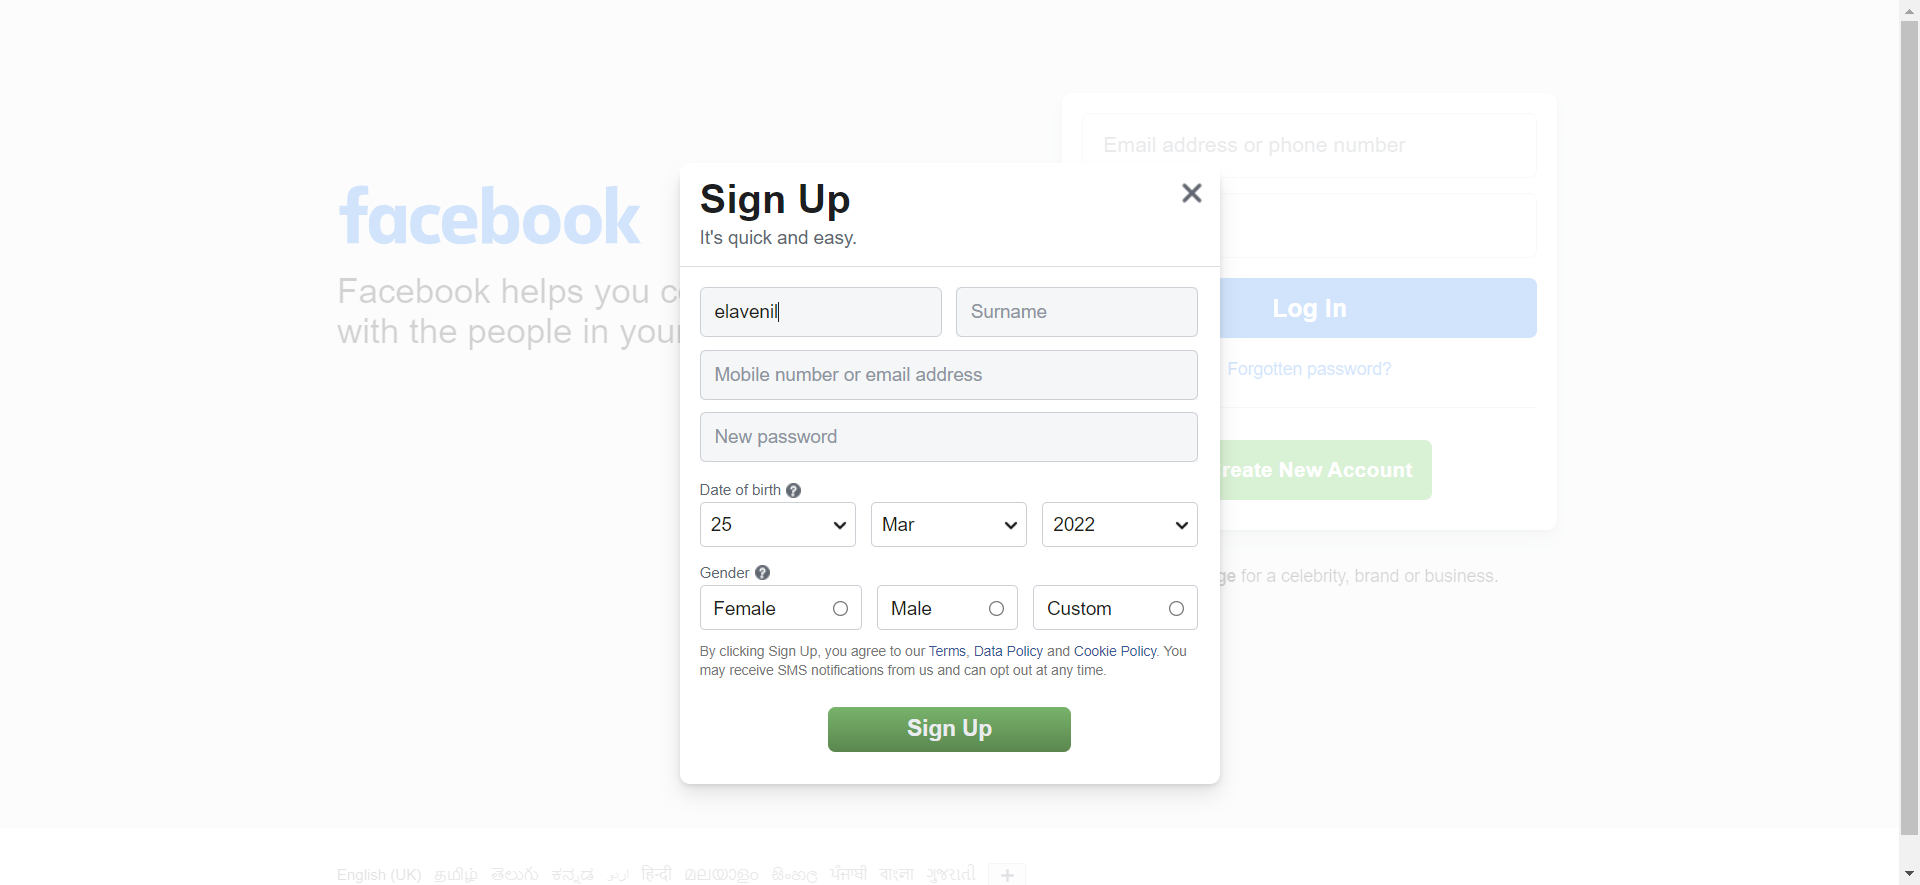 facebook
Facebook helps you c
with the people in your
Email address or phone number
Log In
Forgotten password?
reate New Account
ge for a celebrity, brand or business.
Sign Up
It's quick and easy.
elavenil
Surname
Mobile number or email address
New password
Date of birth ?
25 Mar 2022
Gender ?
Female Male Custom
By clicking Sign Up, you agree to our Terms, Data Policy and Cookie Policy. You
may receive SMS notifications from us and can opt out at any time.
Sign Up
English (UK) தமிழ் తెలుగు ಕನ್ನಡ اردو हिन्दी മലയാളം සිංහල ਪੰਜਾਬੀ বাংলা ગુજરાતી +